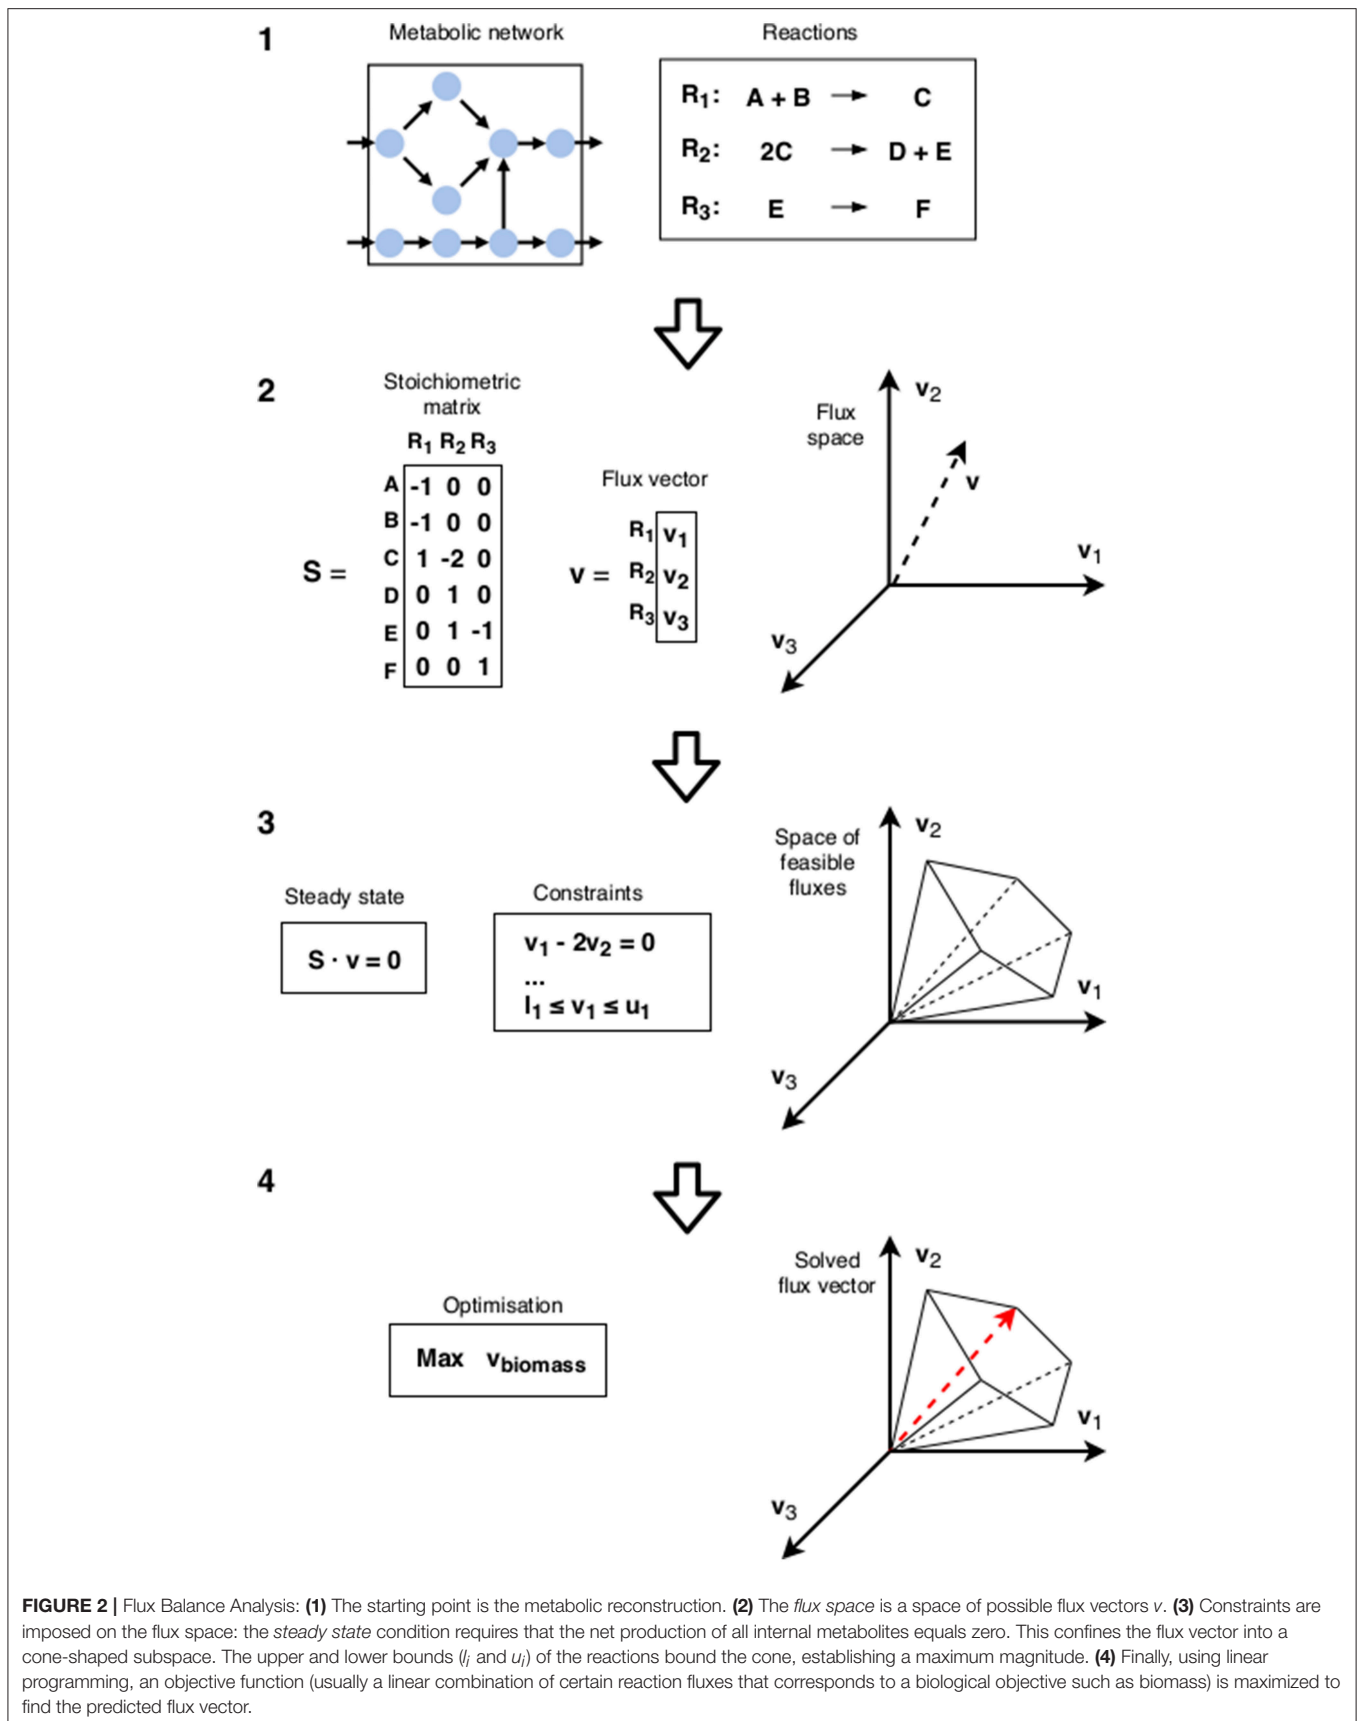 1
Metabolic network
Reactions
R1: A + B → C
R2: 2C → D + E
R3: E → F
2
Stoichiometric
matrix
R1 R2 R3
A -1 0 0
B -1 0 0
C 1 -2 0
D 0 1 0
E 0 1 -1
F 0 0 1
S =
Flux vector
R1 v1
v = R2 v2
R3 v3
Flux
space
v2
v
v1
v3
3
Steady state
S · v = 0
Constraints
v1 - 2v2 = 0
...
l1 ≤ v1 ≤ u1
Space of
feasible
fluxes
v2
v1
v3
4
Optimisation
Max vbiomass
Solved
flux vector
v2
v1
v3
FIGURE 2 | Flux Balance Analysis: (1) The starting point is the metabolic reconstruction. (2) The flux space is a space of possible flux vectors v. (3) Constraints are
imposed on the flux space: the steady state condition requires that the net production of all internal metabolites equals zero. This confines the flux vector into a
cone-shaped subspace. The upper and lower bounds (li and ui) of the reactions bound the cone, establishing a maximum magnitude. (4) Finally, using linear
programming, an objective function (usually a linear combination of certain reaction fluxes that corresponds to a biological objective such as biomass) is maximized to
find the predicted flux vector.